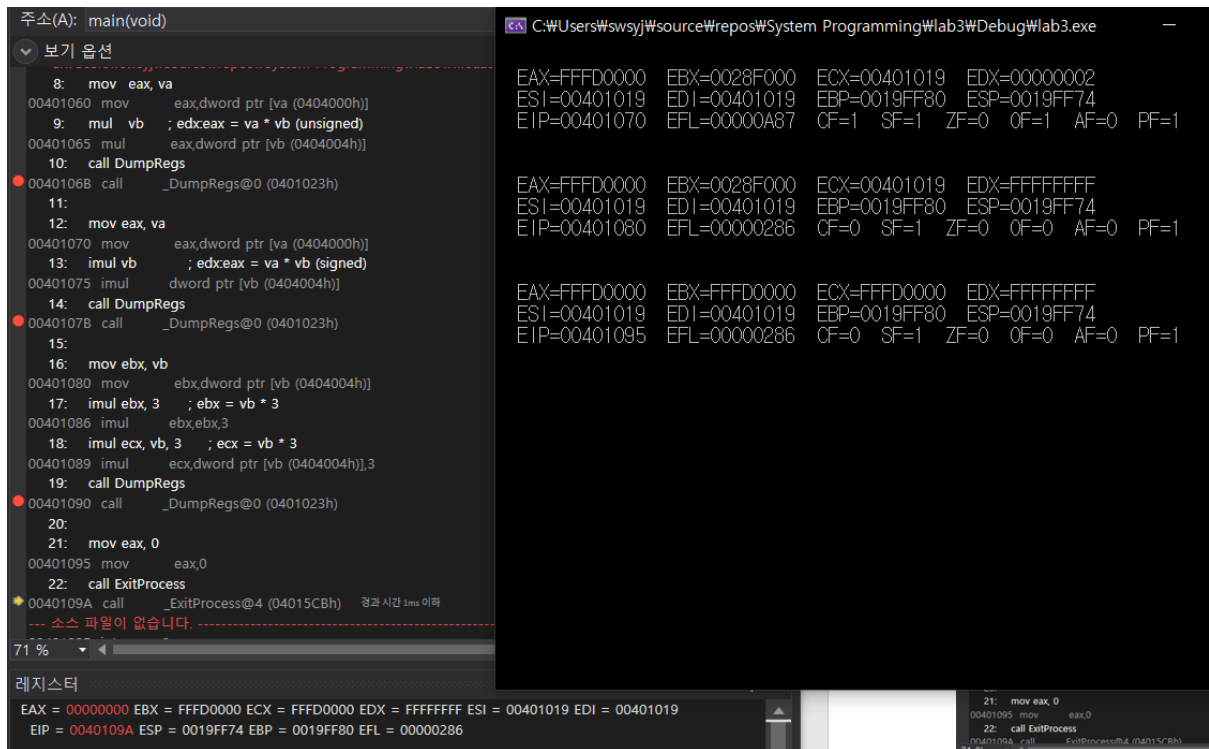 주소(A): main(void)
보기 옵션
8: mov eax, va
00401060 mov eax,dword ptr [va (0404000h)]
9: mul vb ; edx:eax = va * vb (unsigned)
00401065 mul eax,dword ptr [vb (0404004h)]
10: call DumpRegs
0040106B call _DumpRegs@0 (0401023h)
11:
12: mov eax, va
00401070 mov eax,dword ptr [va (0404000h)]
13: imul vb ; edx:eax = va * vb (signed)
00401075 imul dword ptr [vb (0404004h)]
14: call DumpRegs
0040107B call _DumpRegs@0 (0401023h)
15:
16: mov ebx, vb
00401080 mov ebx,dword ptr [vb (0404004h)]
17: imul ebx, 3 ; ebx = vb * 3
00401086 imul ebx,ebx,3
18: imul ecx, vb, 3 ; ecx = vb * 3
00401089 imul ecx,dword ptr [vb (0404004h)],3
19: call DumpRegs
00401090 call _DumpRegs@0 (0401023h)
20:
21: mov eax, 0
00401095 mov eax,0
22: call ExitProcess
0040109A call _ExitProcess@4 (04015CBh) 경과 시간 1ms 이하
--- 소스 파일이 없습니다. ---
71 %
레지스터
EAX = 00000000 EBX = FFFD0000 ECX = FFFD0000 EDX = FFFFFFFF ESI = 00401019 EDI = 00401019
EIP = 0040109A ESP = 0019FF74 EBP = 0019FF80 EFL = 00000286
C:₩Users₩swsyj₩source₩repos₩System Programming₩lab3₩Debug₩lab3.exe
EAX=FFFD0000 EBX=0028F000 ECX=00401019 EDX=00000002
ESI=00401019 EDI=00401019 EBP=0019FF80 ESP=0019FF74
EIP=00401070 EFL=00000A87 CF=1 SF=1 ZF=0 OF=1 AF=0 PF=1
EAX=FFFD0000 EBX=0028F000 ECX=00401019 EDX=FFFFFFFF
ESI=00401019 EDI=00401019 EBP=0019FF80 ESP=0019FF74
EIP=00401080 EFL=00000286 CF=0 SF=1 ZF=0 OF=0 AF=0 PF=1
EAX=FFFD0000 EBX=FFFD0000 ECX=FFFD0000 EDX=FFFFFFFF
ESI=00401019 EDI=00401019 EBP=0019FF80 ESP=0019FF74
EIP=00401095 EFL=00000286 CF=0 SF=1 ZF=0 OF=0 AF=0 PF=1
21: mov eax, 0
00401095 mov eax,0
22: call ExitProcess
0040109A call _ExitProcess@4 (04015CBh)